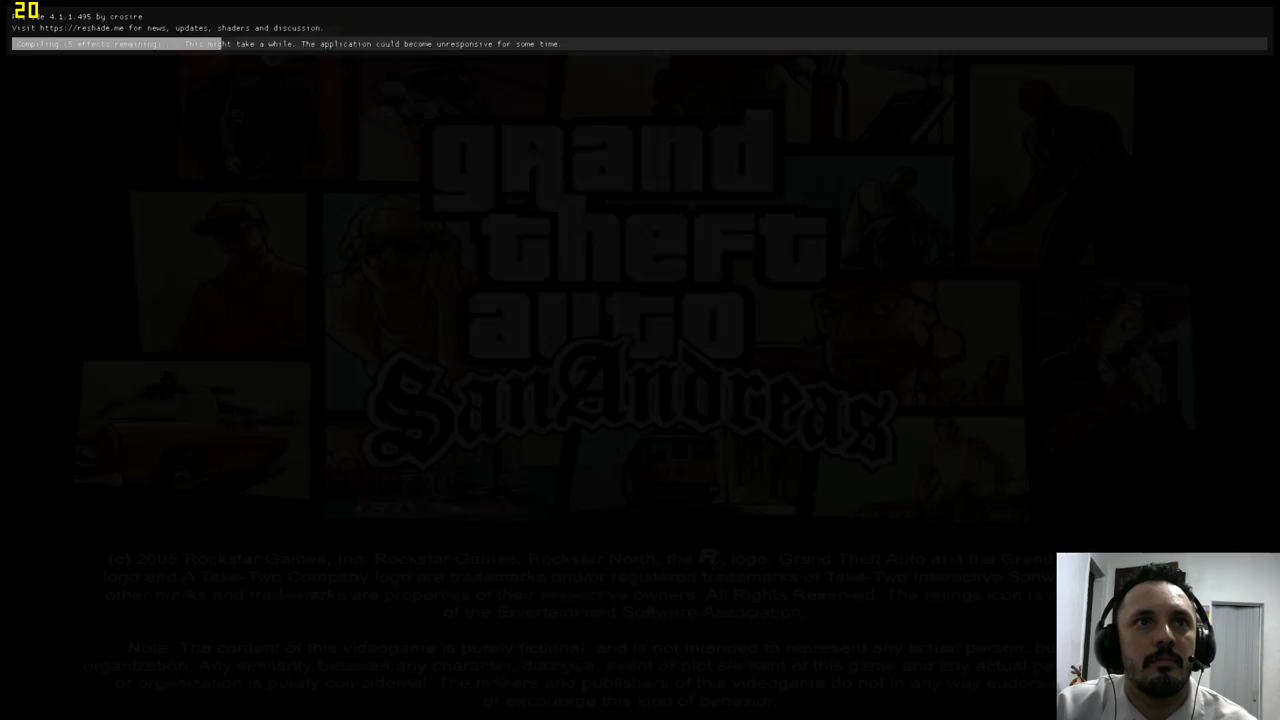 20
4.1.1.495 by crosire
Visit https://reshade.me for news, updates, shaders and discussion.
Compiling (5 effects remaining) ... This might take a while. The application could become unresponsive for some time.
grand
theft
auto
San Andreas
(c) 2005 Rockstar Games, Inc. Rockstar Games, Rockstar North, the R logo, Grand Theft Auto and the Grand
logo and A Take-Two Company logo are trademarks and/or registered trademarks of Take-Two Interactive
other marks and trademarks are properties of their respective owners. All Rights Reserved. The ratings icon is
of the Entertainment Software Association.
Note: The content of this videogame is purely fictional, and is not intended to represent any actual person,
organization. Any similarity between any character, dialogue, event or plot element of this game and any actual
or organization is purely coincidental. The makers and publishers of this videogame do not in any way
or encourage this kind of behavior.